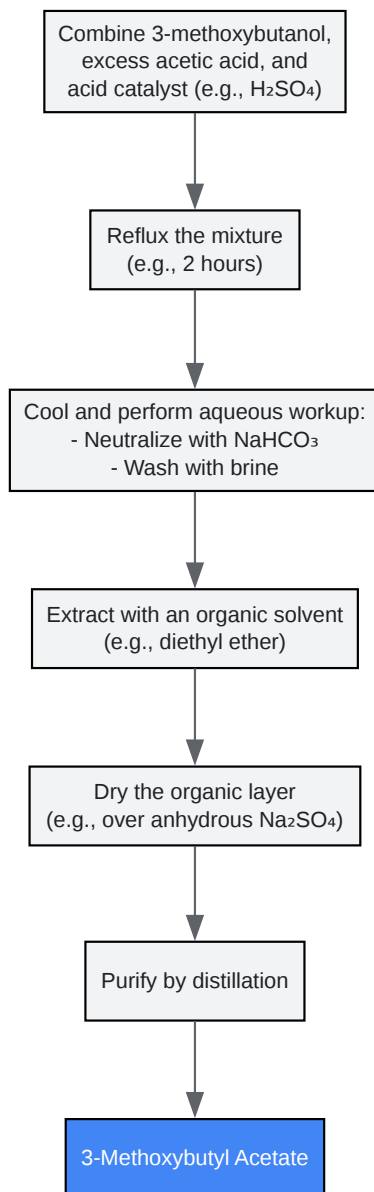 Combine 3-methoxybutanol,
excess acetic acid, and
acid catalyst (e.g., H₂SO₄)
Reflux the mixture
(e.g., 2 hours)
Cool and perform aqueous workup:
- Neutralize with NaHCO₃
- Wash with brine
Extract with an organic solvent
(e.g., diethyl ether)
Dry the organic layer
(e.g., over anhydrous Na₂SO₄)
Purify by distillation
3-Methoxybutyl Acetate